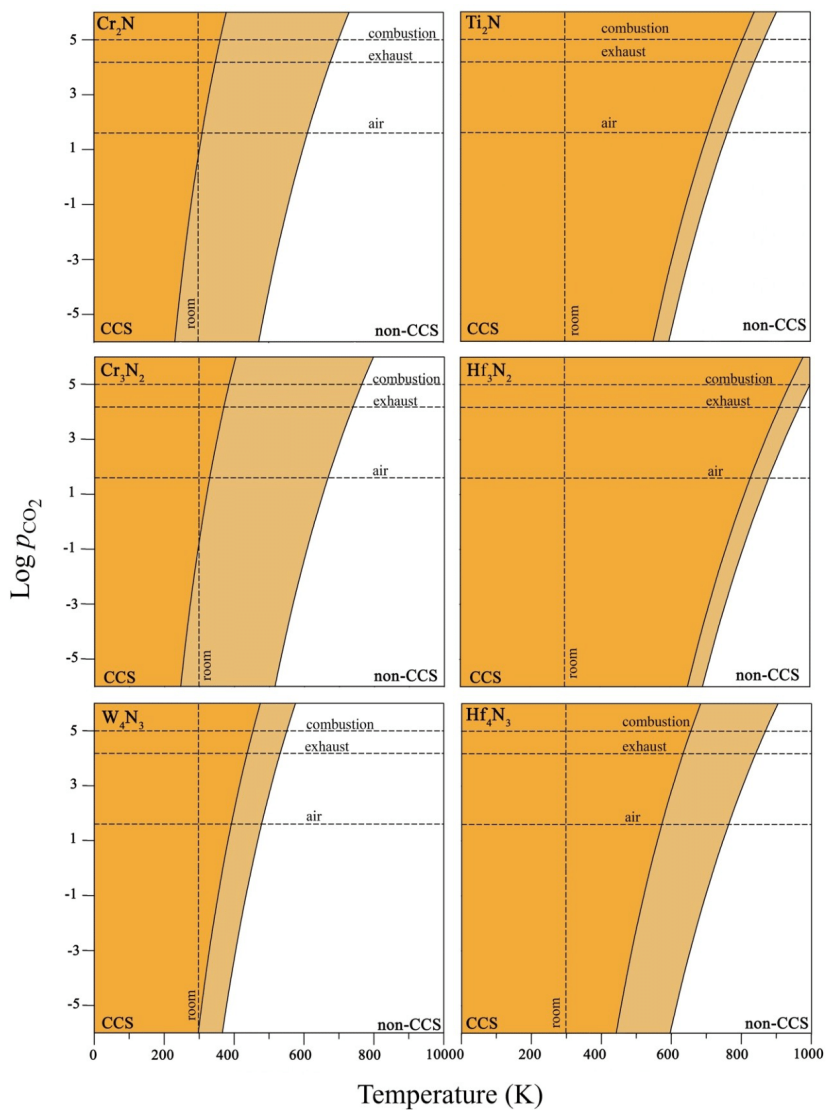 Cr₂N
combustion
exhaust
air
5
3
1
-1
-3
-5
room
CCS
non-CCS
Ti₂N
combustion
exhaust
air
room
CCS
non-CCS
Cr₃N₂
combustion
exhaust
air
5
3
1
-1
-3
-5
room
CCS
non-CCS
Hf₃N₂
combustion
exhaust
air
room
CCS
non-CCS
Log pCO₂
W₄N₃
combustion
exhaust
air
5
3
1
-1
-3
-5
room
CCS
non-CCS
0 200 400 600 800 1000
Hf₄N₃
combustion
exhaust
air
room
CCS
non-CCS
0 200 400 600 800 1000
Temperature (K)